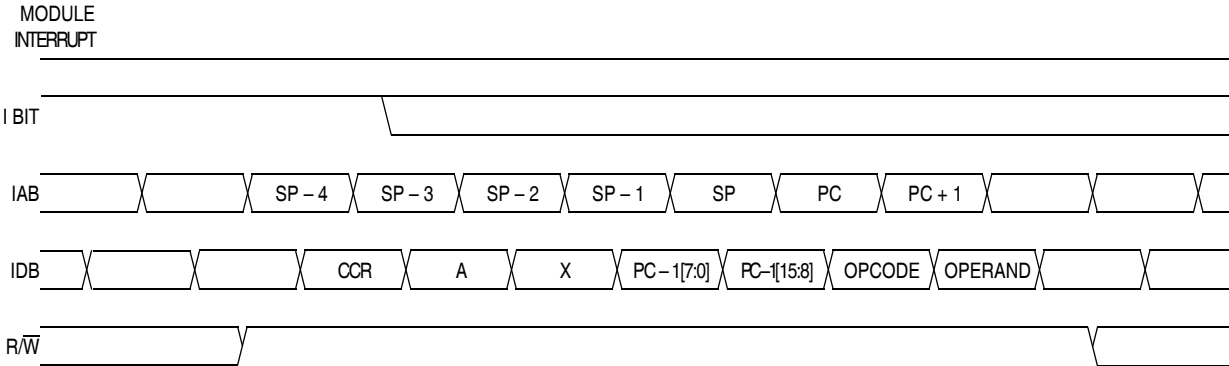 MODULE
INTERRUPT
I BIT
IAB SP – 4 SP – 3 SP – 2 SP – 1 SP PC PC + 1
IDB CCR A X PC – 1[7:0] PC–1[15:8] OPCODE OPERAND
R/W̅